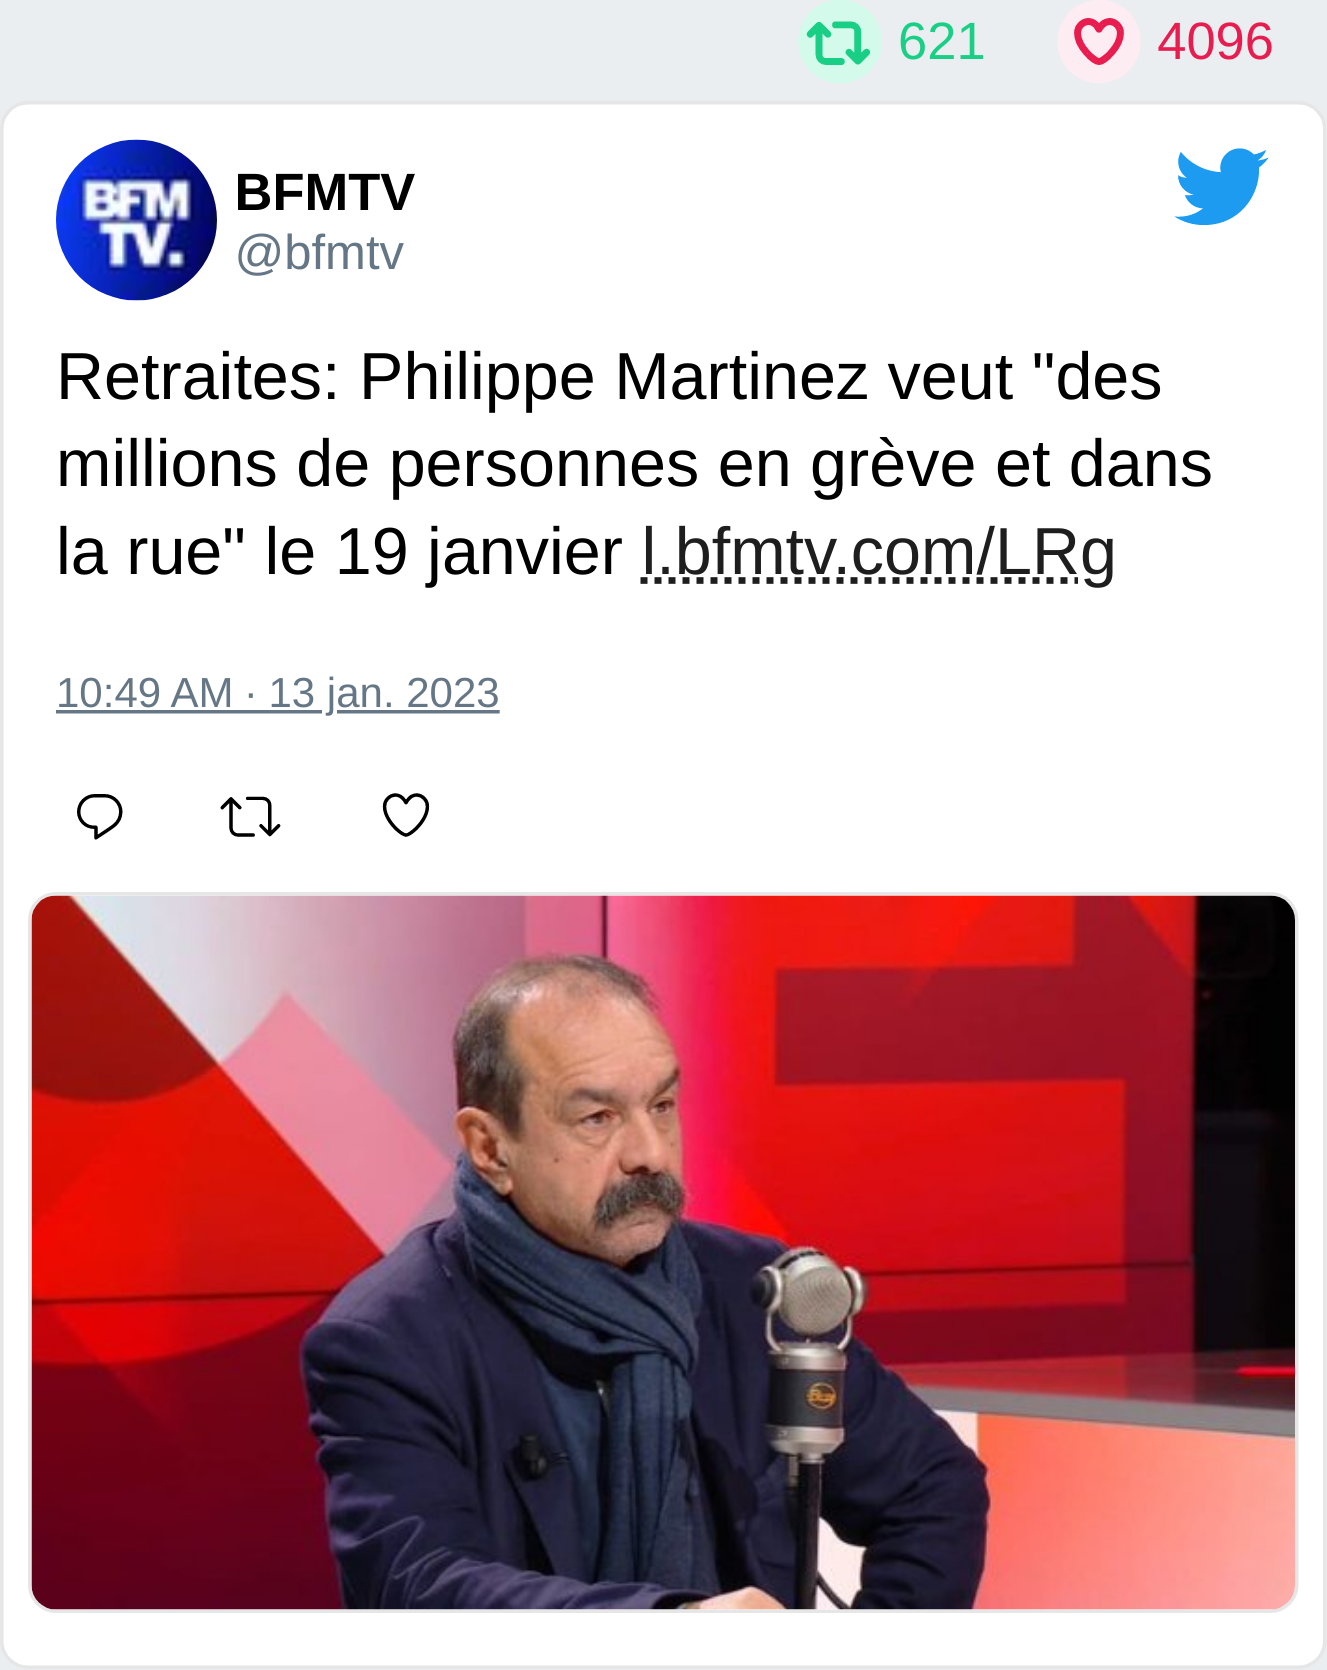 621 4096
BFM
TV.
BFMTV
@bfmtv
Retraites: Philippe Martinez veut "des
millions de personnes en grève et dans
la rue" le 19 janvier l.bfmtv.com/LRg
10:49 AM · 13 jan. 2023